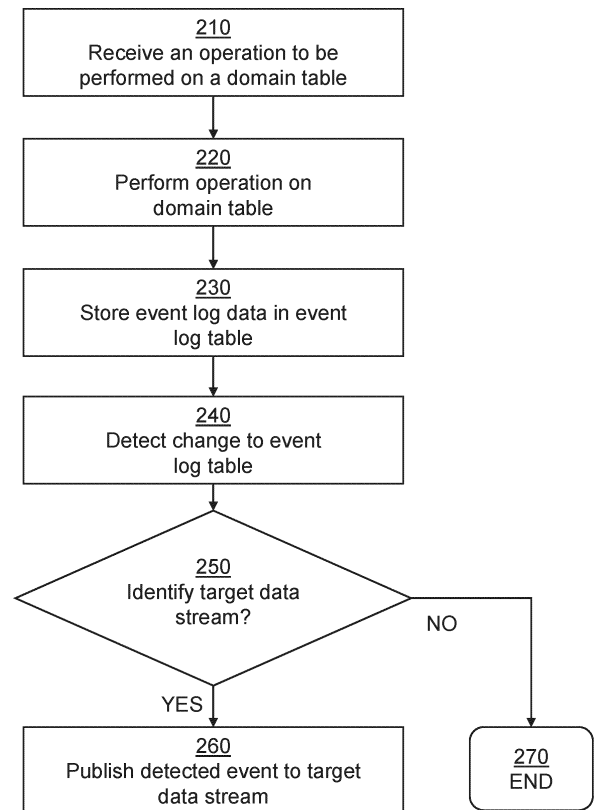 210
Receive an operation to be
performed on a domain table
220
Perform operation on
domain table
230
Store event log data in event
log table
240
Detect change to event
log table
250
Identify target data
stream?
NO
YES
260
Publish detected event to target
data stream
270
END